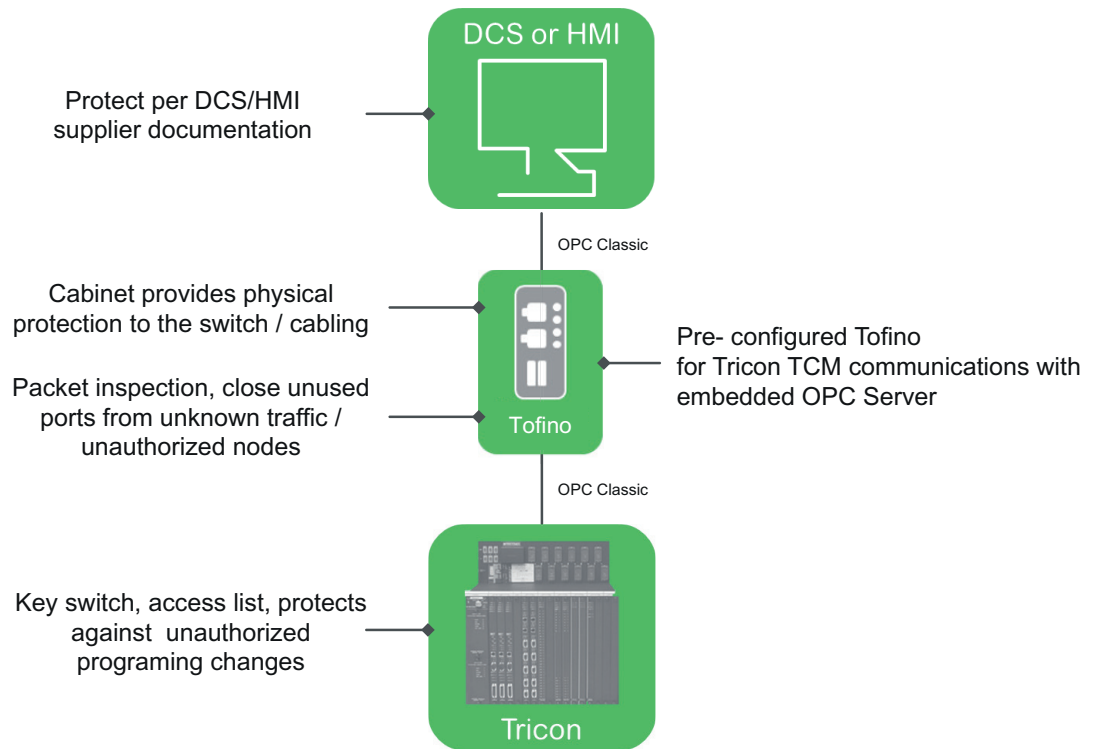 DCS or HMI
Protect per DCS/HMI
supplier documentation
OPC Classic
Cabinet provides physical
protection to the switch / cabling
Packet inspection, close unused
ports from unknown traffic /
unauthorized nodes
Tofino
Pre- configured Tofino
for Tricon TCM communications with
embedded OPC Server
OPC Classic
Key switch, access list, protects
against unauthorized
programing changes
Tricon